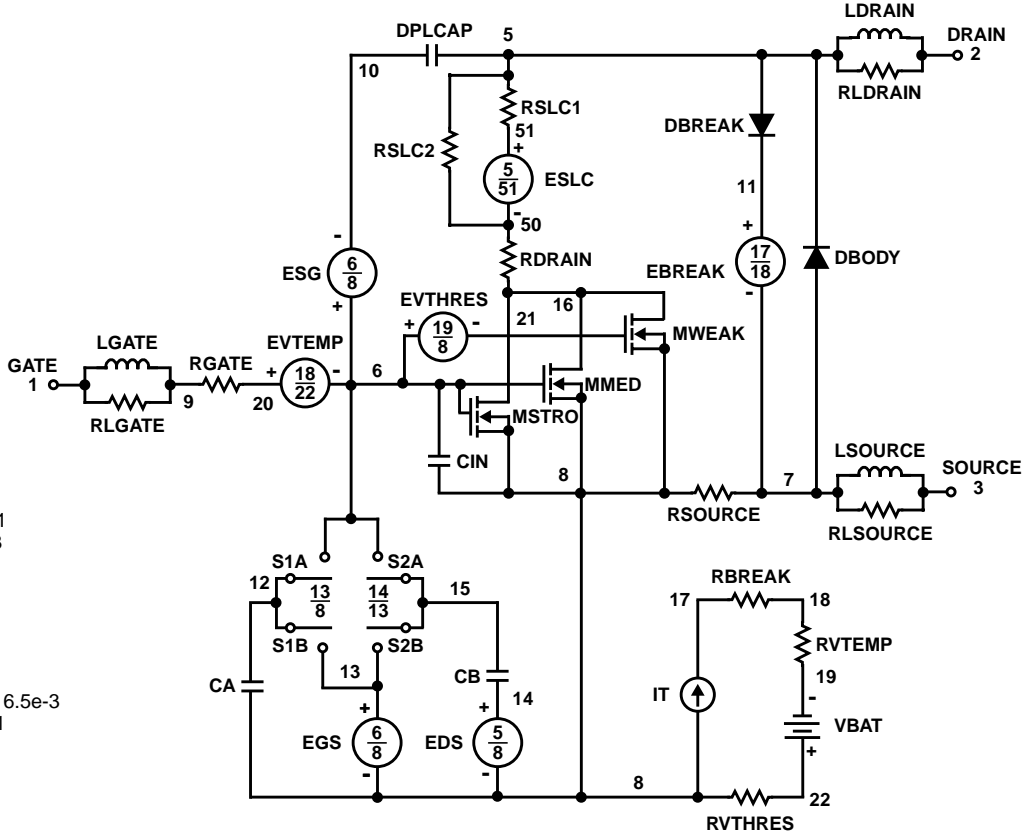 LDRAIN
DPLCAP 5 DRAIN
10 2
RLDRAIN
RSLC1
DBREAK
51
+
RSLC2
5
51
ESLC
11
-
50
+
-
RDRAIN
17
18
EBREAK
DBODY
6
8
ESG
-
EVTHRES
16
+
21
+
19
8
-
MWEAK
LGATE
EVTEMP
GATE
1
RGATE
+
18
22
-
6
MMED
9
20
RLGATE
MSTRO
LSOURCE
CIN
8
7
SOURCE
3
RSOURCE
RLSOURCE
S1A
S2A
12
13
8
14
13
15
RBREAK
17
18
S1B
S2B
RVTEMP
13
CB
19
CA
14
IT
-
6.5e-3
+
+
VBAT
EGS
6
8
EDS
5
8
+
-
-
8
22
RVTHRES